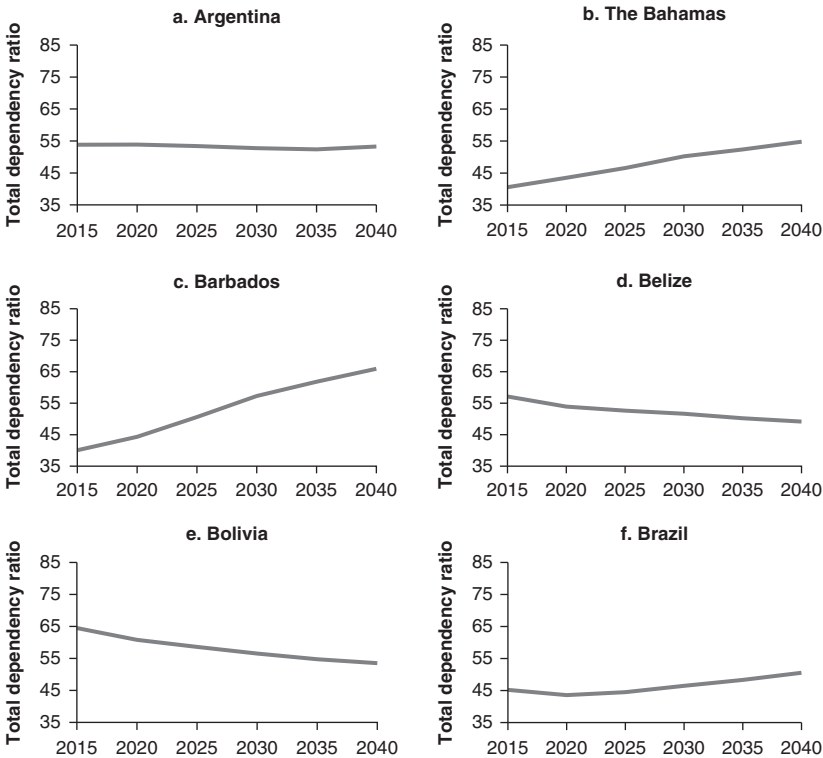 a. Argentina
Total dependency ratio
85
75
65
55
45
35
2015 2020 2025 2030 2035 2040
b. The Bahamas
Total dependency ratio
85
75
65
55
45
35
2015 2020 2025 2030 2035 2040
c. Barbados
Total dependency ratio
85
75
65
55
45
35
2015 2020 2025 2030 2035 2040
d. Belize
Total dependency ratio
85
75
65
55
45
35
2015 2020 2025 2030 2035 2040
e. Bolivia
Total dependency ratio
85
75
65
55
45
35
2015 2020 2025 2030 2035 2040
f. Brazil
Total dependency ratio
85
75
65
55
45
35
2015 2020 2025 2030 2035 2040